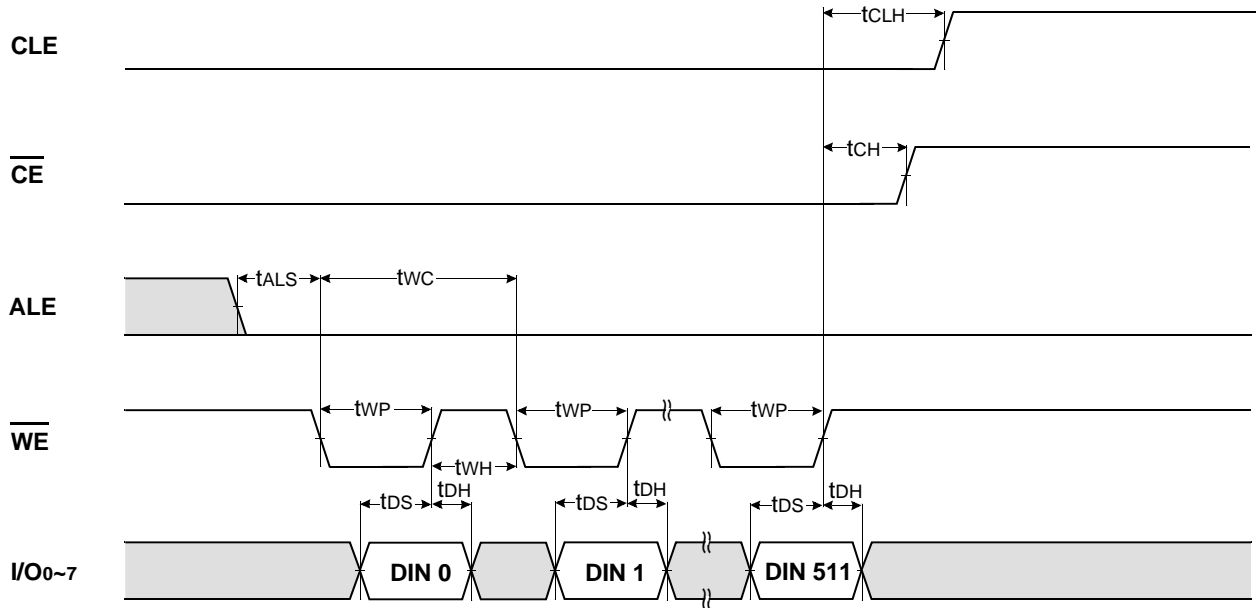 tCLH
CLE
tCH
CE
tALS
tWC
ALE
tWP
tWP
tWP
WE
tWH
tDS
tDH
tDS
tDH
tDS
tDH
I/O0~7
DIN 0
DIN 1
DIN 511